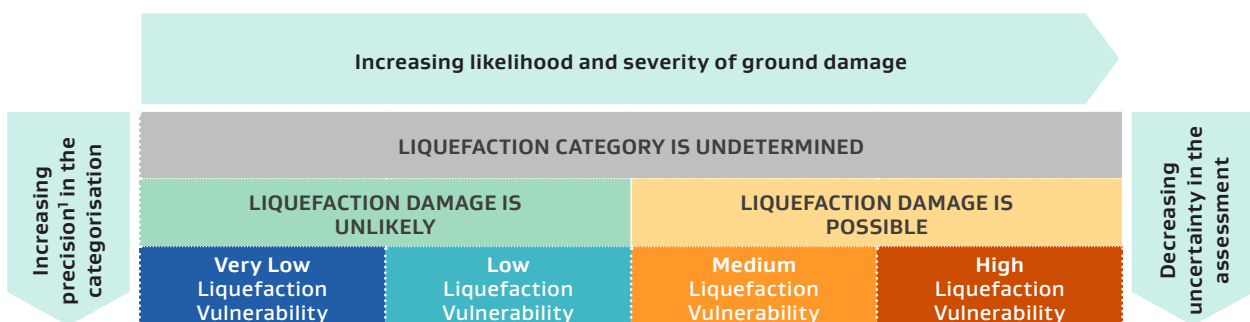 Increasing likelihood and severity of ground damage
Increasing
precision¹ in the
categorisation
LIQUEFACTION CATEGORY IS UNDETERMINED
LIQUEFACTION DAMAGE IS
UNLIKELY
LIQUEFACTION DAMAGE IS
POSSIBLE
Very Low
Liquefaction
Vulnerability
Low
Liquefaction
Vulnerability
Medium
Liquefaction
Vulnerability
High
Liquefaction
Vulnerability
Decreasing
uncertainty in the
assessment